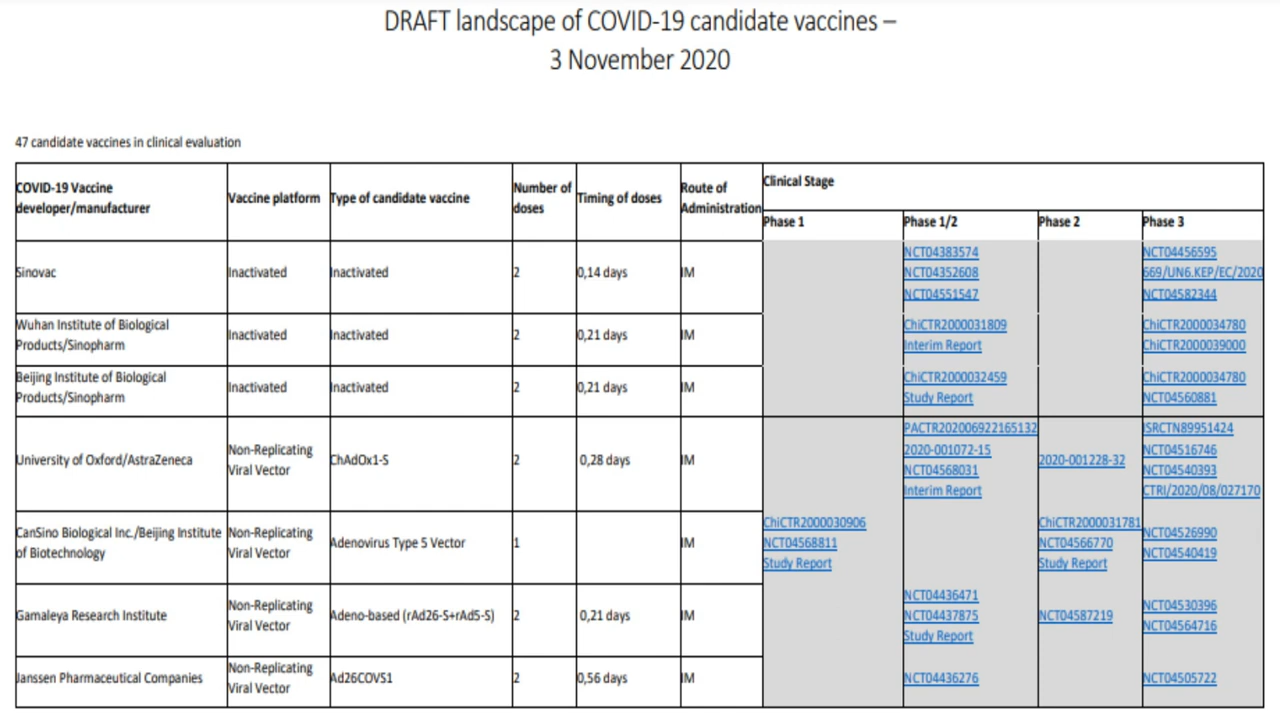 DRAFT landscape of COVID-19 candidate vaccines –
3 November 2020
47 candidate vaccines in clinical evaluation
COVID-19 Vaccine
developer/manufacturer
Vaccine platform
Type of candidate vaccine
Number of
doses
Timing of doses
Route of
Administration
Clinical Stage
Phase 1
Phase 1/2
Phase 2
Phase 3
Sinovac
Inactivated
Inactivated
2
0,14 days
IM
NCT04383574
NCT04352608
NCT04551547
NCT04456595
669/UN6.KEP/EC/2020
NCT04582344
Wuhan Institute of Biological
Products/Sinopharm
Inactivated
Inactivated
2
0,21 days
IM
ChiCTR2000031809
Interim Report
ChiCTR2000034780
ChiCTR2000039000
Beijing Institute of Biological
Products/Sinopharm
Inactivated
Inactivated
2
0,21 days
IM
ChiCTR2000032459
Study Report
ChiCTR2000034780
NCT04560881
University of Oxford/AstraZeneca
Non-Replicating
Viral Vector
ChAdOx1-S
2
0,28 days
IM
PACTR202006922165132
2020-001072-15
NCT04568031
Interim Report
2020-001228-32
ISRCTN89951424
NCT04516746
NCT04540393
CTRI/2020/08/027170
CanSino Biological Inc./Beijing Institute
of Biotechnology
Non-Replicating
Viral Vector
Adenovirus Type 5 Vector
1
IM
ChiCTR2000030906
NCT04568811
Study Report
ChiCTR2000031781
NCT04566770
Study Report
NCT04526990
NCT04540419
Gamaleya Research Institute
Non-Replicating
Viral Vector
Adeno-based (rAd26-S+rAd5-S)
2
0,21 days
IM
NCT04436471
NCT04437875
Study Report
NCT04587219
NCT04530396
NCT04564716
Janssen Pharmaceutical Companies
Non-Replicating
Viral Vector
Ad26COVS1
2
0,56 days
IM
NCT04436276
NCT04505722